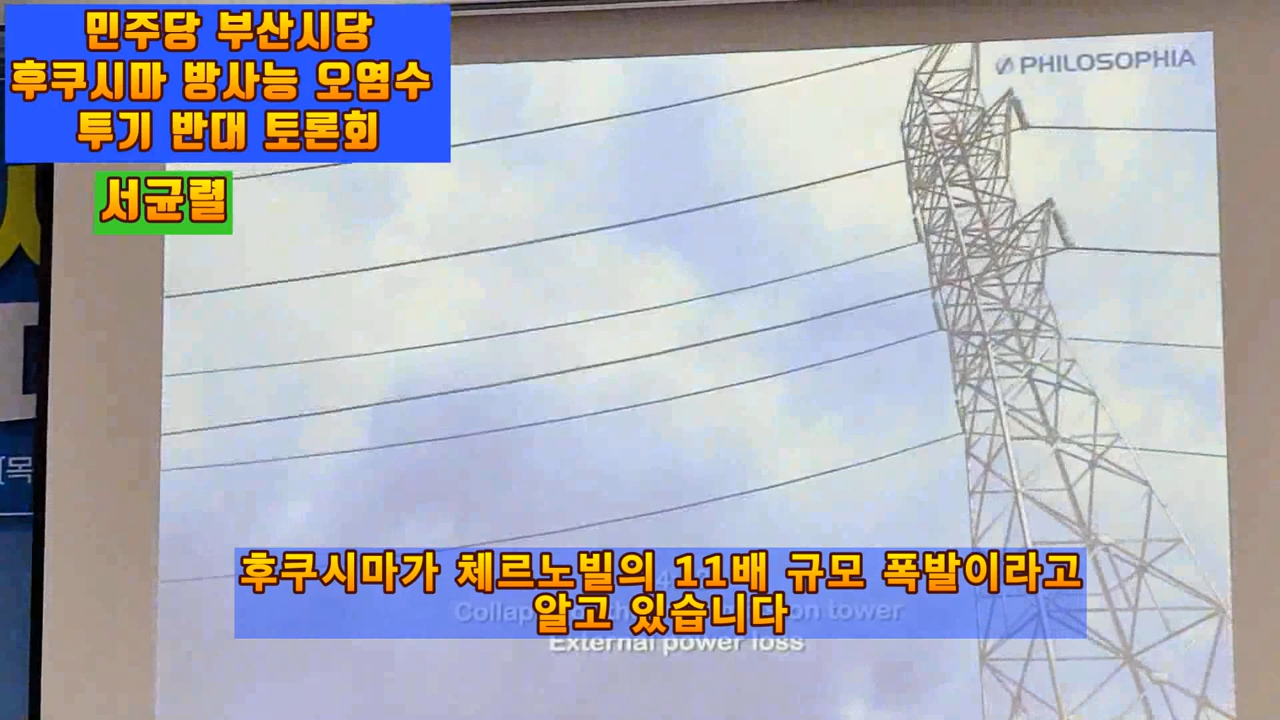 민주당 부산시당
후쿠시마 방사능 오염수
투기 반대 토론회
서균렬
PHILOSOPHIA
후쿠시마가 체르노빌의 11배 규모 폭발이라고
알고 있습니다
tower
External power loss
목